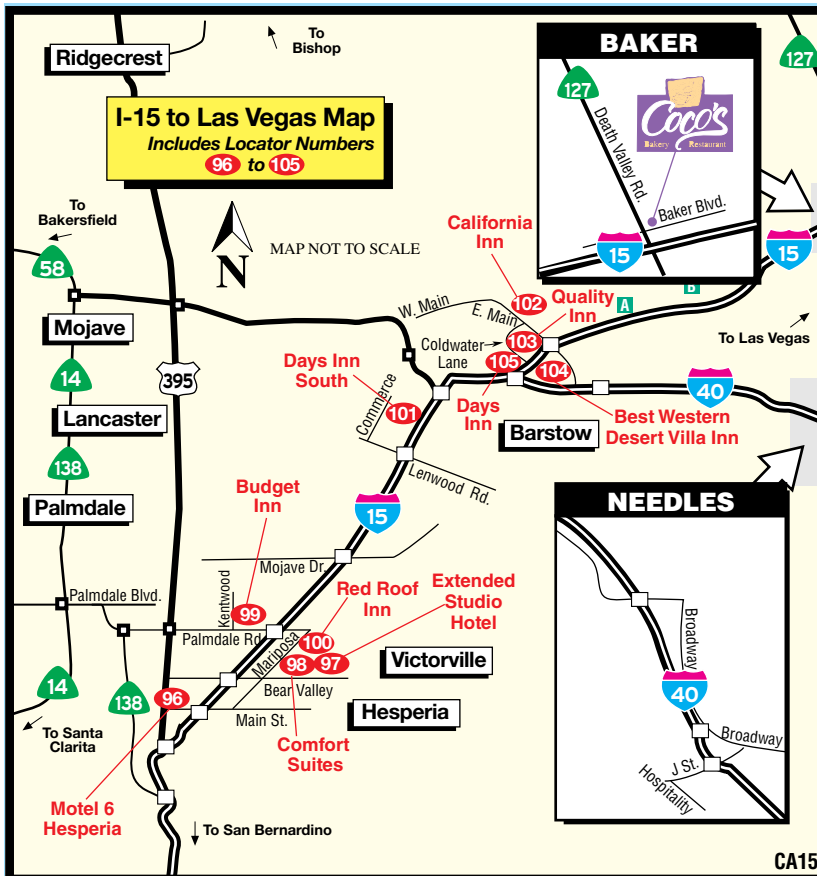 To
Bishop
Ridgecrest
I-15 to Las Vegas Map
Includes Locator Numbers
96 to 105
To
Bakersfield
58
N
MAP NOT TO SCALE
Mojave
14
395
Lancaster
138
Palmdale
BAKER
127
127
Death Valley Rd.
Coco's
Bakery Restaurant
Baker Blvd.
15
15
California
Inn
102
W. Main
E. Main
Quality
Inn
A
B
103
Coldwater
Lane
105
104
To Las Vegas
Days Inn
South
101
Commerce
Days
Inn
Best Western
Desert Villa Inn
40
Barstow
Lenwood Rd.
15
Budget
Inn
Mojave Dr.
Kentwood
99
Red Roof
Inn
Extended
Studio
Hotel
Palmdale Blvd.
Palmdale Rd.
Mariposa
100
98
97
Victorville
14
138
96
Bear Valley
Main St.
Hesperia
To Santa
Clarita
Comfort
Suites
Motel 6
Hesperia
To San Bernardino
NEEDLES
Broadway
40
Broadway
J St.
Hospitality
CA15